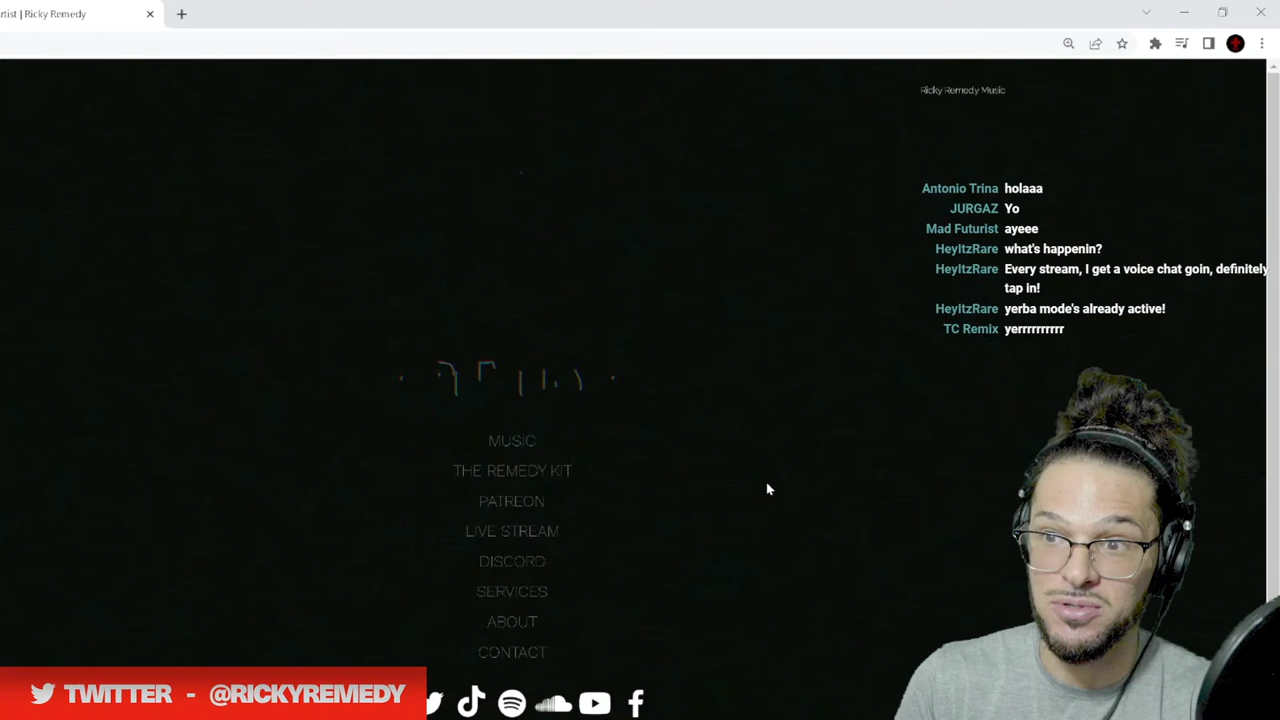 rtist | Ricky Remedy
Ricky Remedy Music
Antonio Trina holaaa
JURGAZ Yo
Mad Futurist ayeee
HeyItzRare what's happenin?
HeyItzRare Every stream, I get a voice chat goin, definitely
tap in!
HeyItzRare yerba mode's already active!
TC Remix yerrrrrrrrrr
MUSIC
THE REMEDY KIT
PATREON
LIVE STREAM
DISCORD
SERVICES
ABOUT
CONTACT
TWITTER - @RICKYREMEDY